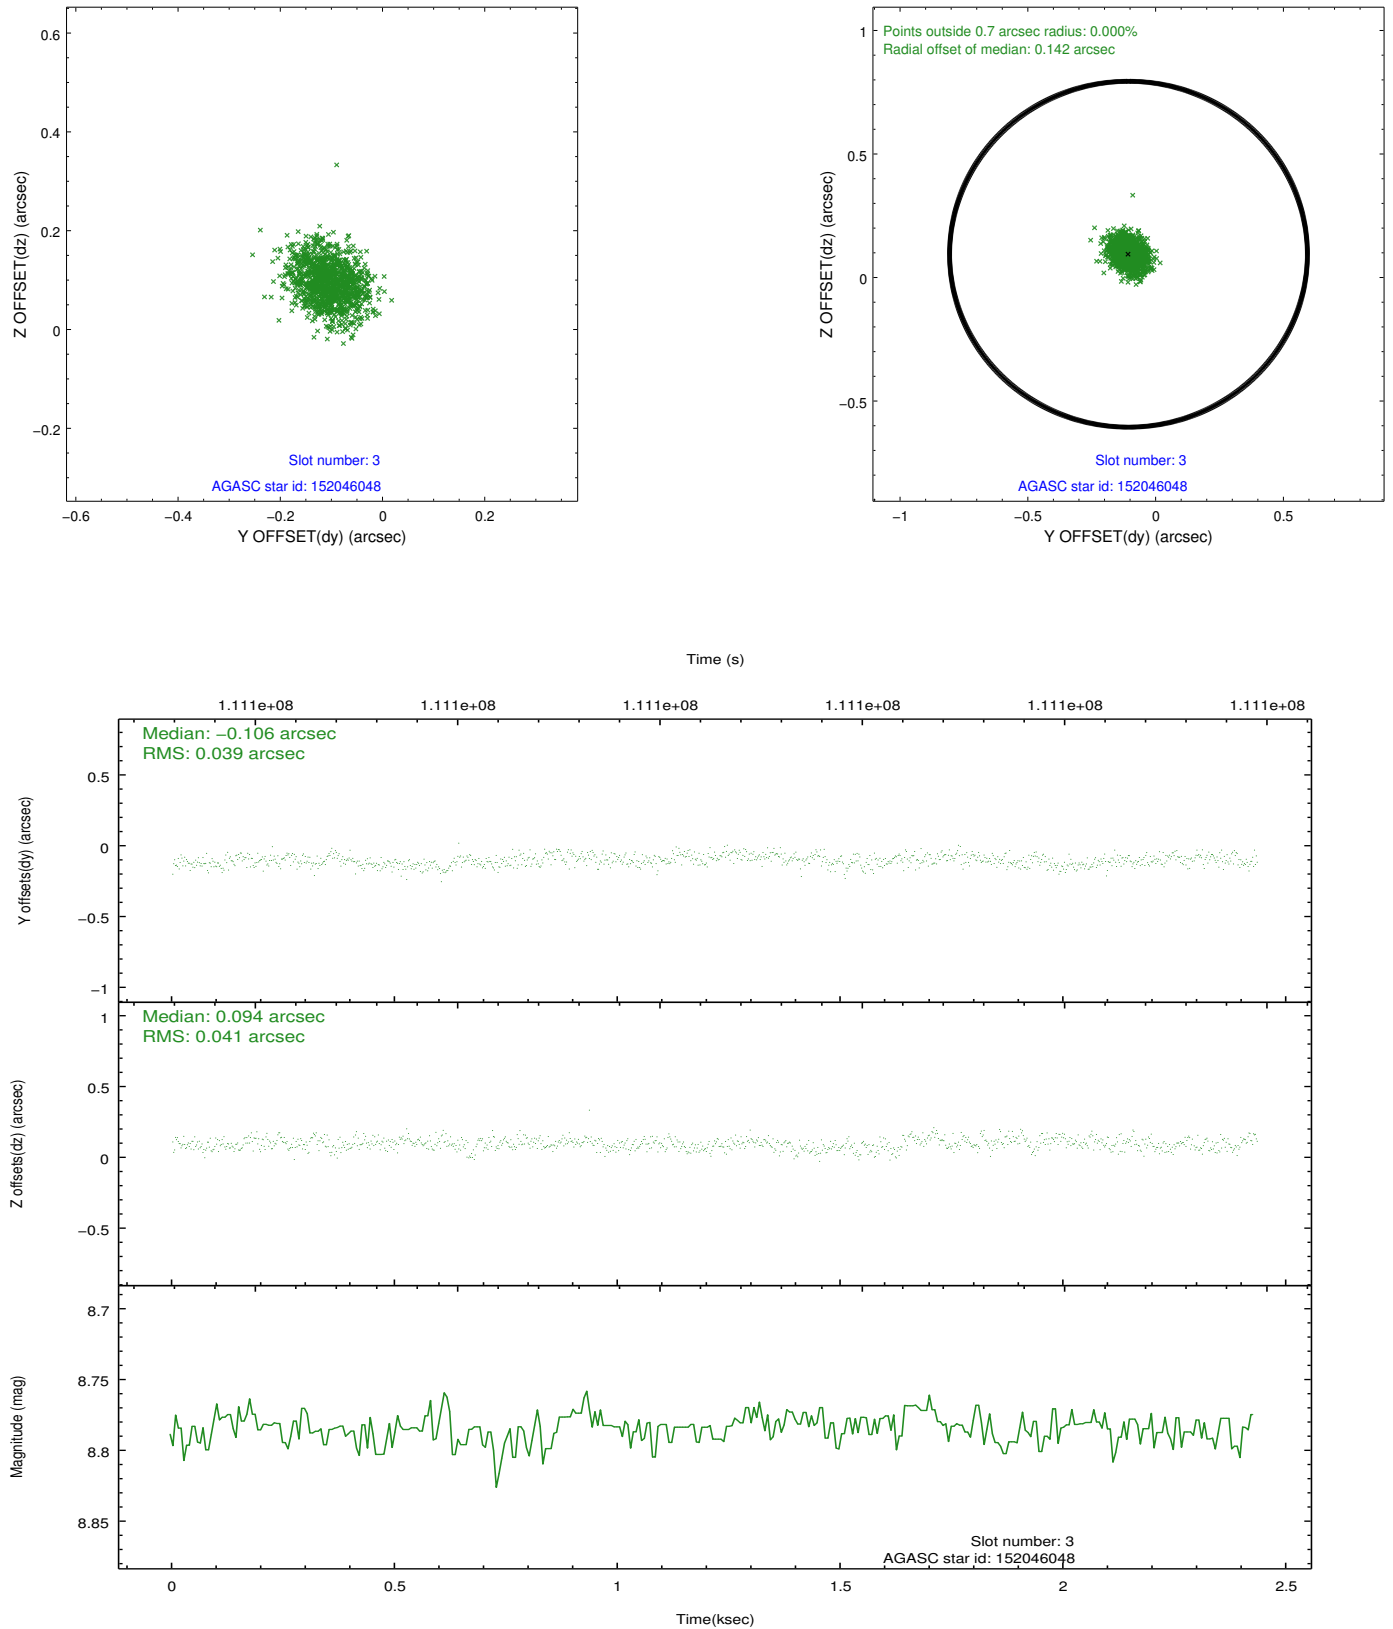 0.6
0.4
0.2
0
−0.2
Z OFFSET(dz) (arcsec)
Slot number: 3
AGASC star id: 152046048
−0.6 −0.4 −0.2 0 0.2
Y OFFSET(dy) (arcsec)
Points outside 0.7 arcsec radius: 0.000%
Radial offset of median: 0.142 arcsec
1
0.5
0
−0.5
Z OFFSET(dz) (arcsec)
Slot number: 3
AGASC star id: 152046048
−1 −0.5 0 0.5
Y OFFSET(dy) (arcsec)
Time (s)
1.111e+08 1.111e+08 1.111e+08 1.111e+08 1.111e+08 1.111e+08
Median: −0.106 arcsec
RMS: 0.039 arcsec
0.5
0
−0.5
−1
Y offsets(dy) (arcsec)
Median: 0.094 arcsec
RMS: 0.041 arcsec
1
0.5
0
−0.5
Z offsets(dz) (arcsec)
8.7
8.75
8.8
8.85
Magnitude (mag)
Slot number: 3
AGASC star id: 152046048
0 0.5 1 1.5 2 2.5
Time(ksec)